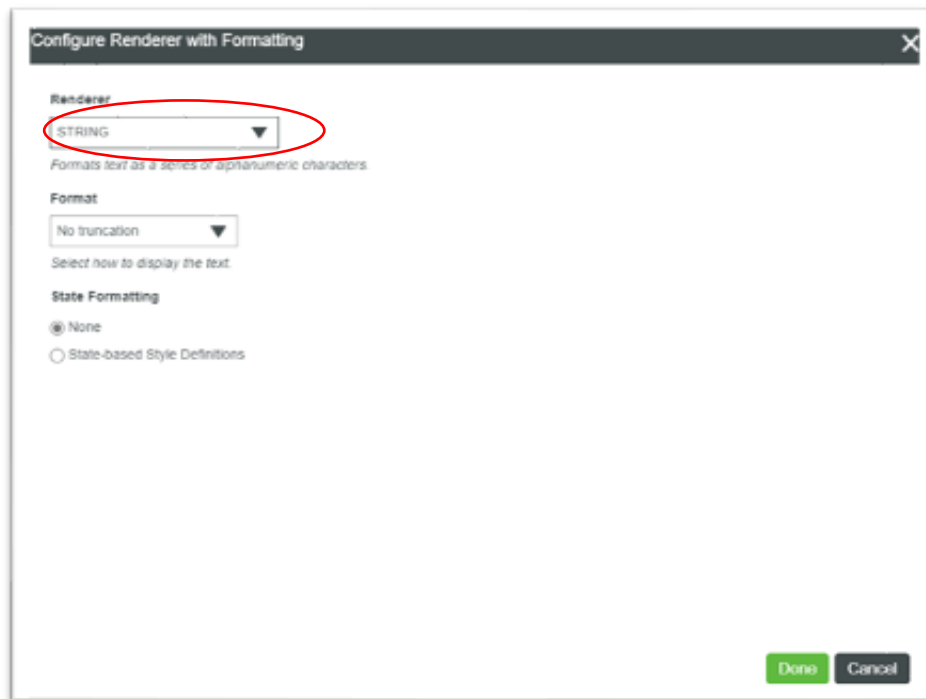 Configure Renderer with Formatting
Renderer
STRING
Formats text as a series of alphanumeric characters.
Format
No truncation
Select how to display the text.
State Formatting
None
State-based Style Definitions
Done Cancel